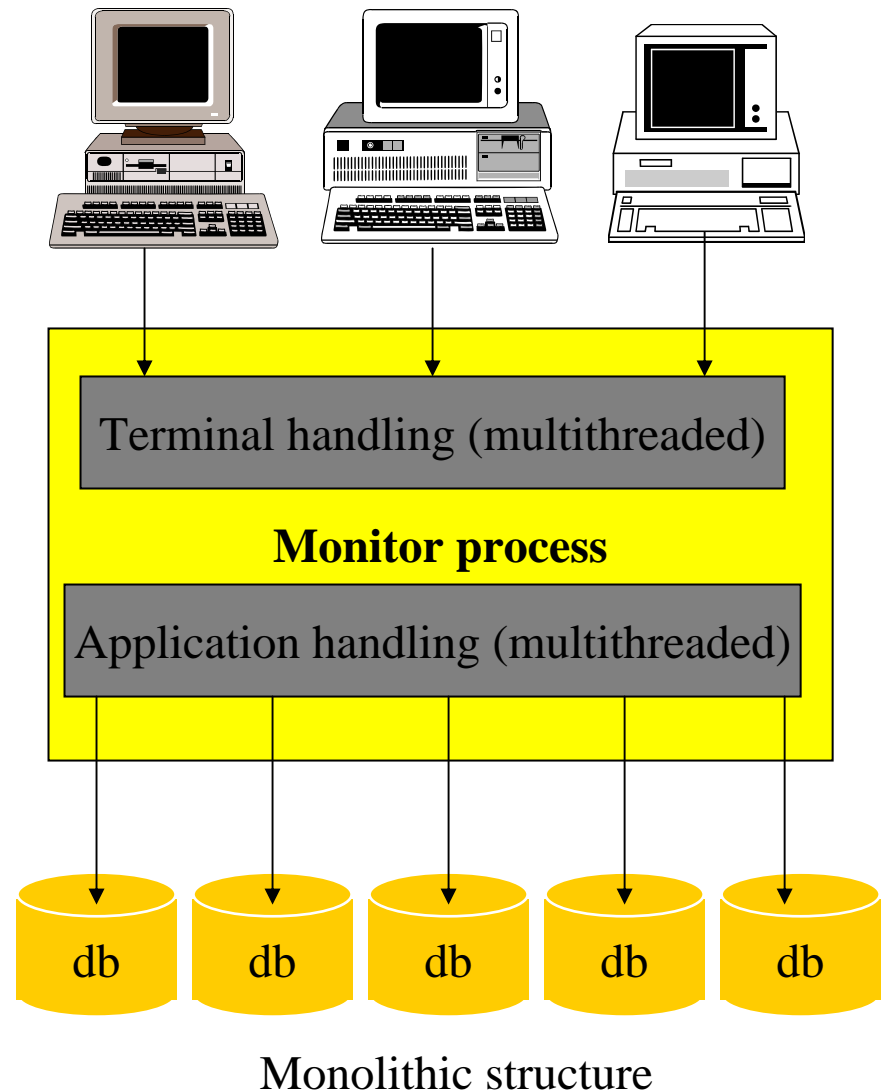 Terminal handling (multithreaded)
Monitor process
Application handling (multithreaded)
db db db db db
Monolithic structure